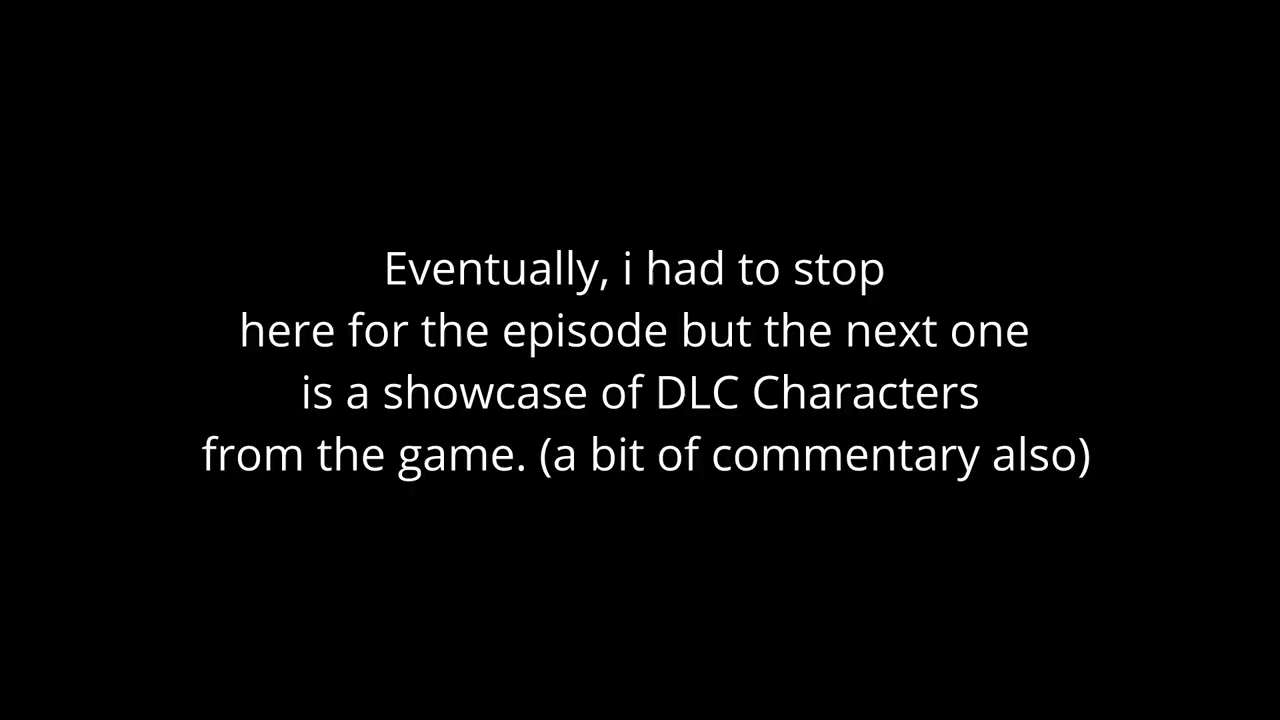 Eventually, i had to stop
here for the episode but the next one
is a showcase of DLC Characters
from the game. (a bit of commentary also)